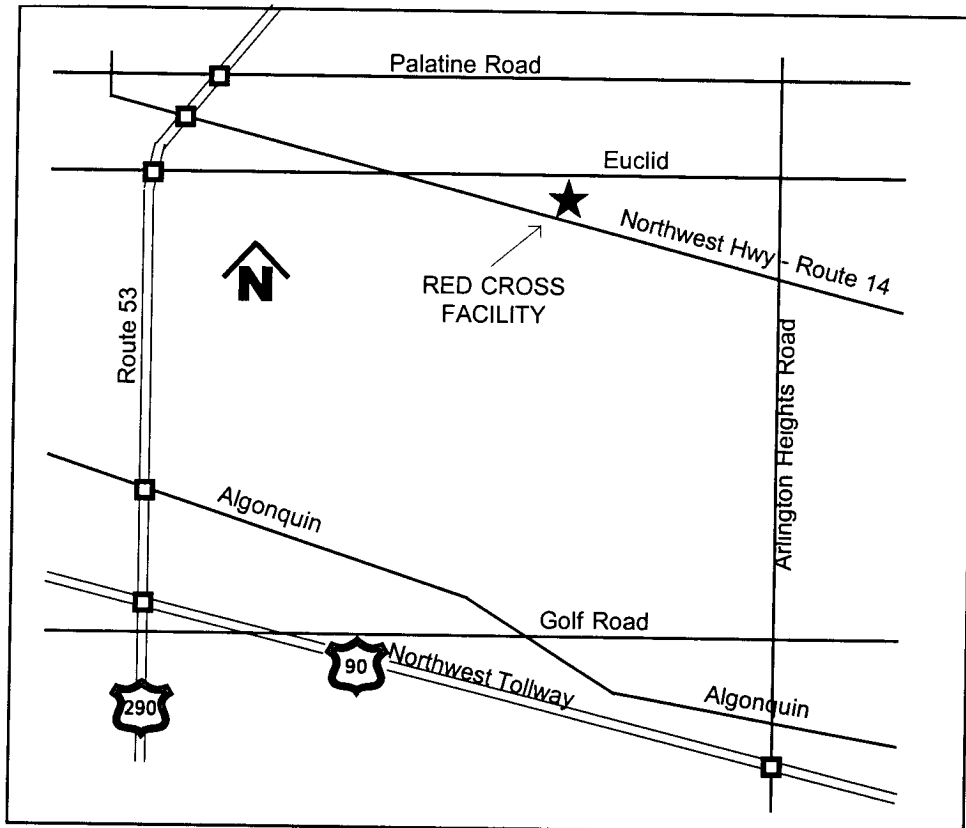 Palatine Road
Euclid
Northwest Hwy - Route 14
N
RED CROSS
FACILITY
Route 53
Arlington Heights Road
Algonquin
Golf Road
90
Northwest Tollway
290
Algonquin